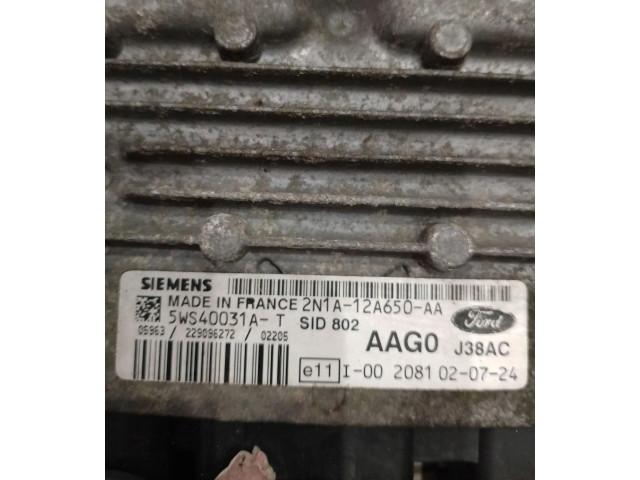 SIEMENS
MADE IN FRANCE 2N1A-12A650-AA
5WS40031A-T SID 802
Ford
05963 / 229096272 / 02205
AAG0 J38AC
e11 I-00 2081 02-07-24